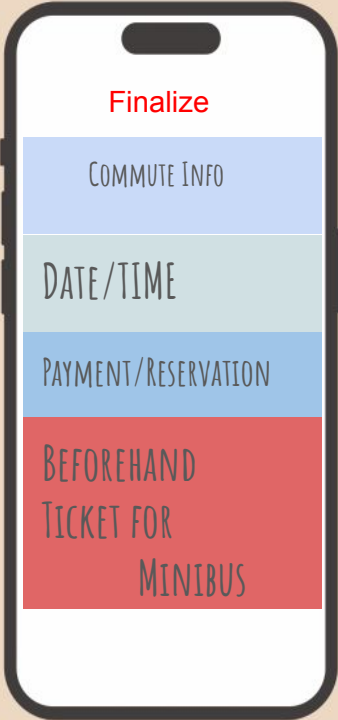 Finalize
Commute Info
Date/TIME
Payment/Reservation
Beforehand
Ticket for
Minibus